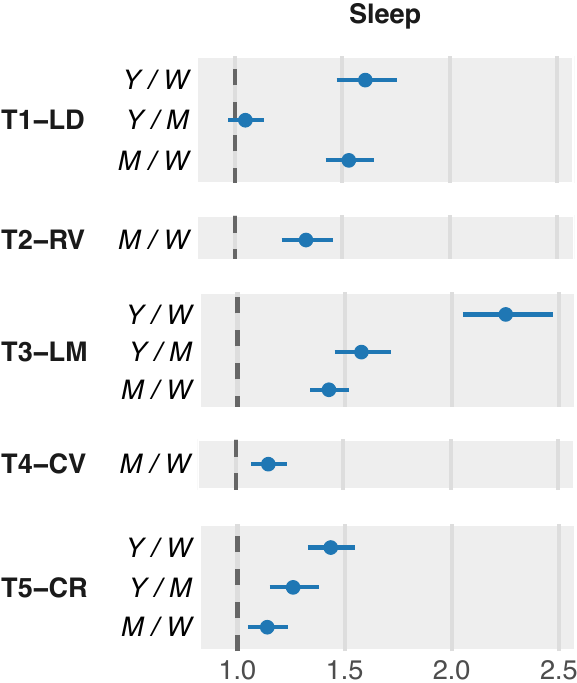 Sleep
Y / W
T1–LD Y / M
M / W
T2–RV M / W
Y / W
T3–LM Y / M
M / W
T4–CV M / W
Y / W
T5–CR Y / M
M / W
1.0 1.5 2.0 2.5